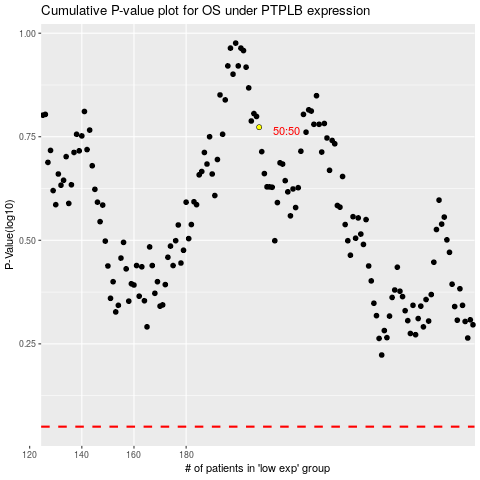 Cumulative P-value plot for OS under PTPLB expression
1.00
0.75
50:50
0.50
0.25
P-Value(log10)
120 140 160 180
# of patients in 'low exp' group